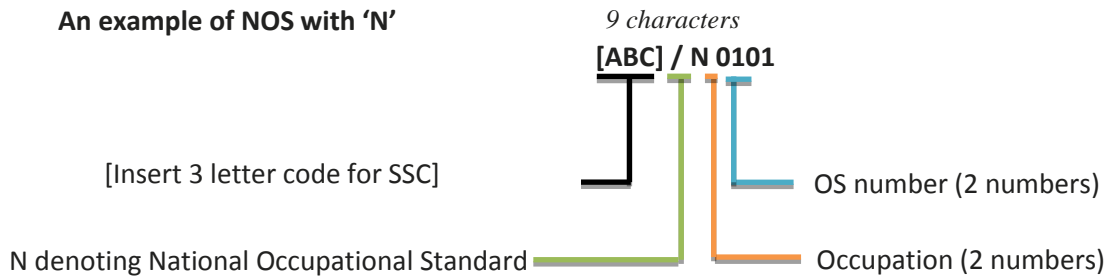 An example of NOS with ‘N’
9 characters
[ABC] / N 0101
[Insert 3 letter code for SSC]
OS number (2 numbers)
N denoting National Occupational Standard
Occupation (2 numbers)